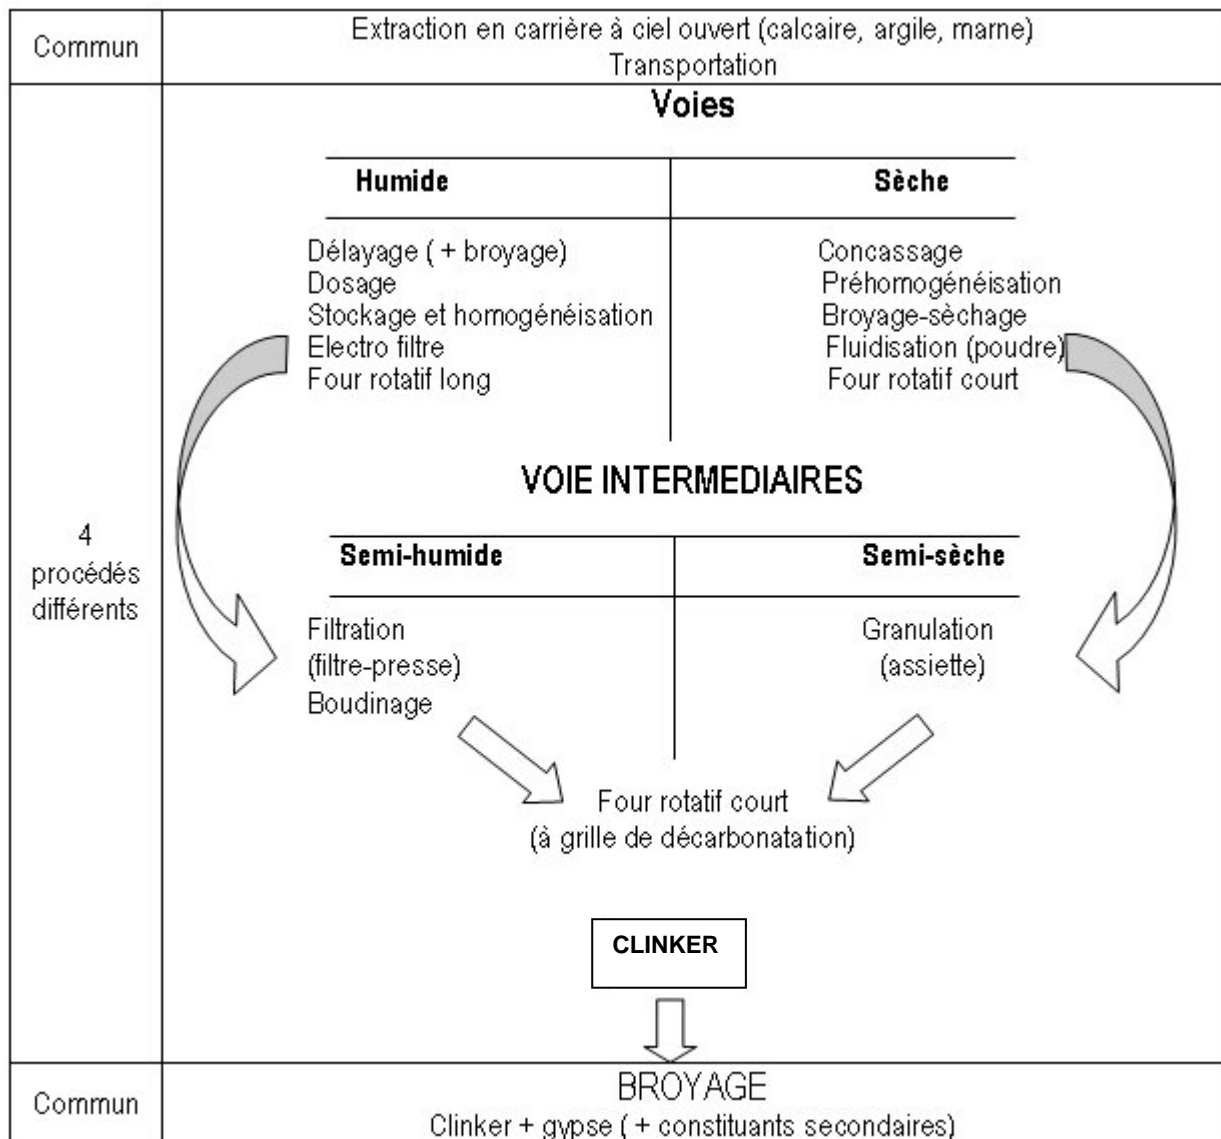 Commun
Extraction en carrière à ciel ouvert (calcaire, argile, marne)
Transportation
4
procédés
différents
Voies
Humide
Sèche
Délayage ( + broyage)
Dosage
Stockage et homogénéisation
Electro filtre
Four rotatif long
Concassage
Préhomogénéisation
Broyage-sèchage
Fluidisation (poudre)
Four rotatif court
VOIE INTERMEDIAIRES
Semi-humide
Semi-sèche
Filtration
(filtre-presse)
Boudinage
Granulation
(assiette)
Four rotatif court
(à grille de décarbonatation)
CLINKER
Commun
BROYAGE
Clinker + gypse ( + constituants secondaires)